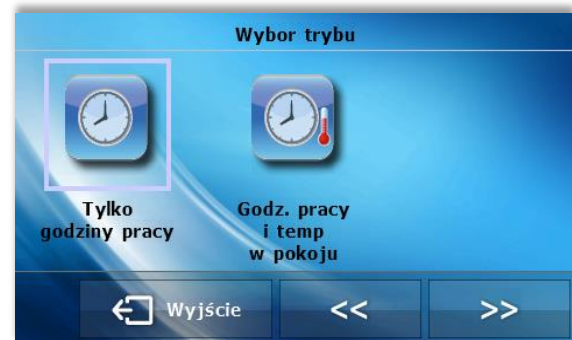 Wybor trybu
Tylko
godziny pracy
Godz. pracy
i temp
w pokoju
Wyjście
<<
>>